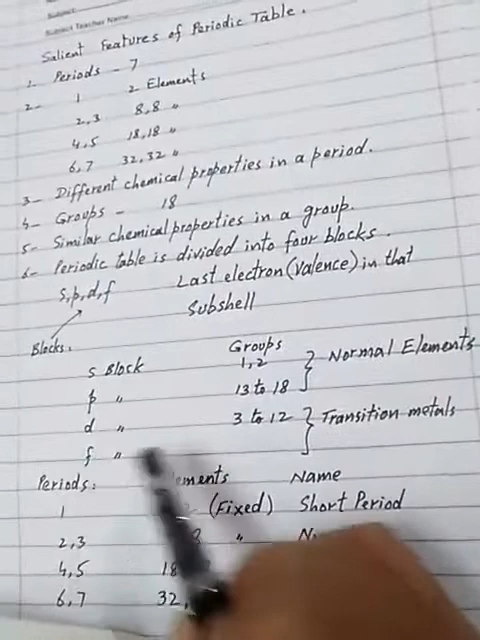 Subject Teacher Name
Salient Features of Periodic Table.
1- Periods - 7
2- 1 2 Elements
2,3 8,8 "
4,5 18,18 "
6,7 32,32 "
3- Different chemical properties in a period.
4- Groups - 18
5- Similar chemical properties in a group.
6- Periodic table is divided into four blocks.
s,p,d,f Last electron (Valence) in that
Subshell
Blocks.
Groups
s Block 1,2 Normal Elements
p " 13 to 18
d " 3 to 12 Transition metals
f "
Periods: Name
1 (Fixed) Short Period
2,3 8 "
4,5 18
6,7 32,